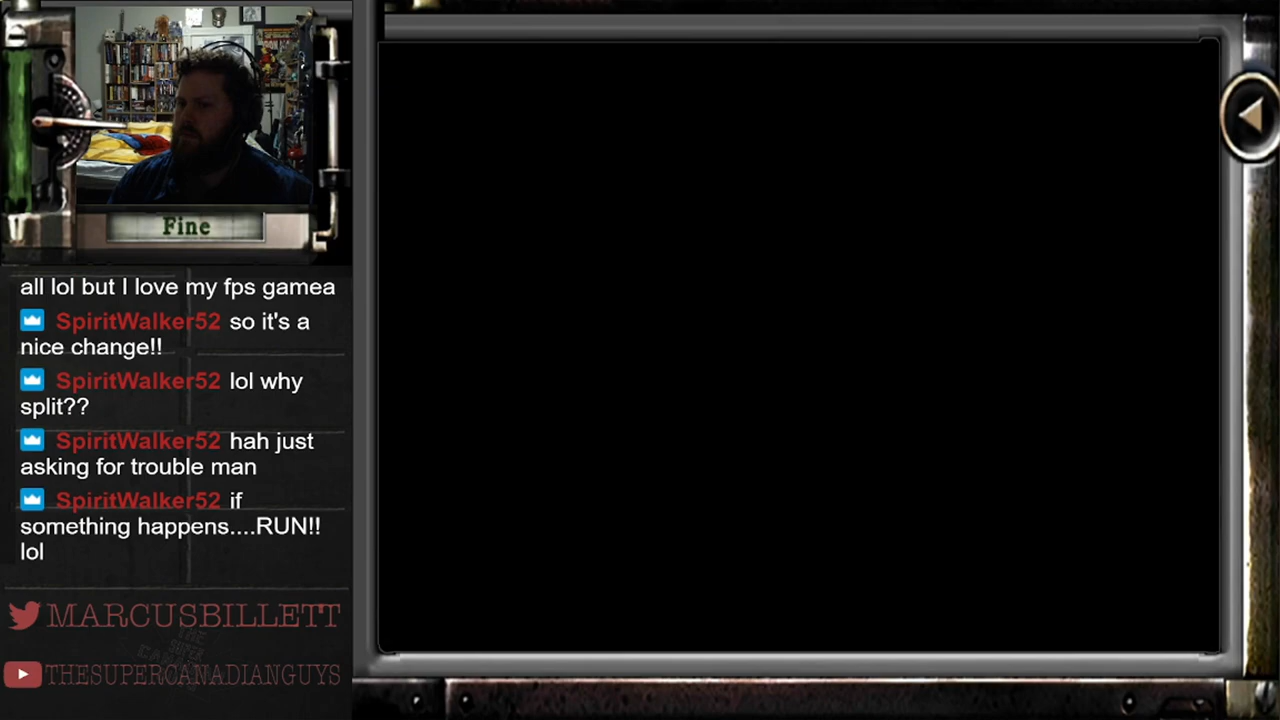 Fine
all lol but I love my fps gamea
SpiritWalker52 so it's a
nice change!!
SpiritWalker52 lol why
split??
SpiritWalker52 hah just
asking for trouble man
SpiritWalker52 if
something happens....RUN!!
lol
MARCUSBILLETT
THESUPERCANADIANGUYS